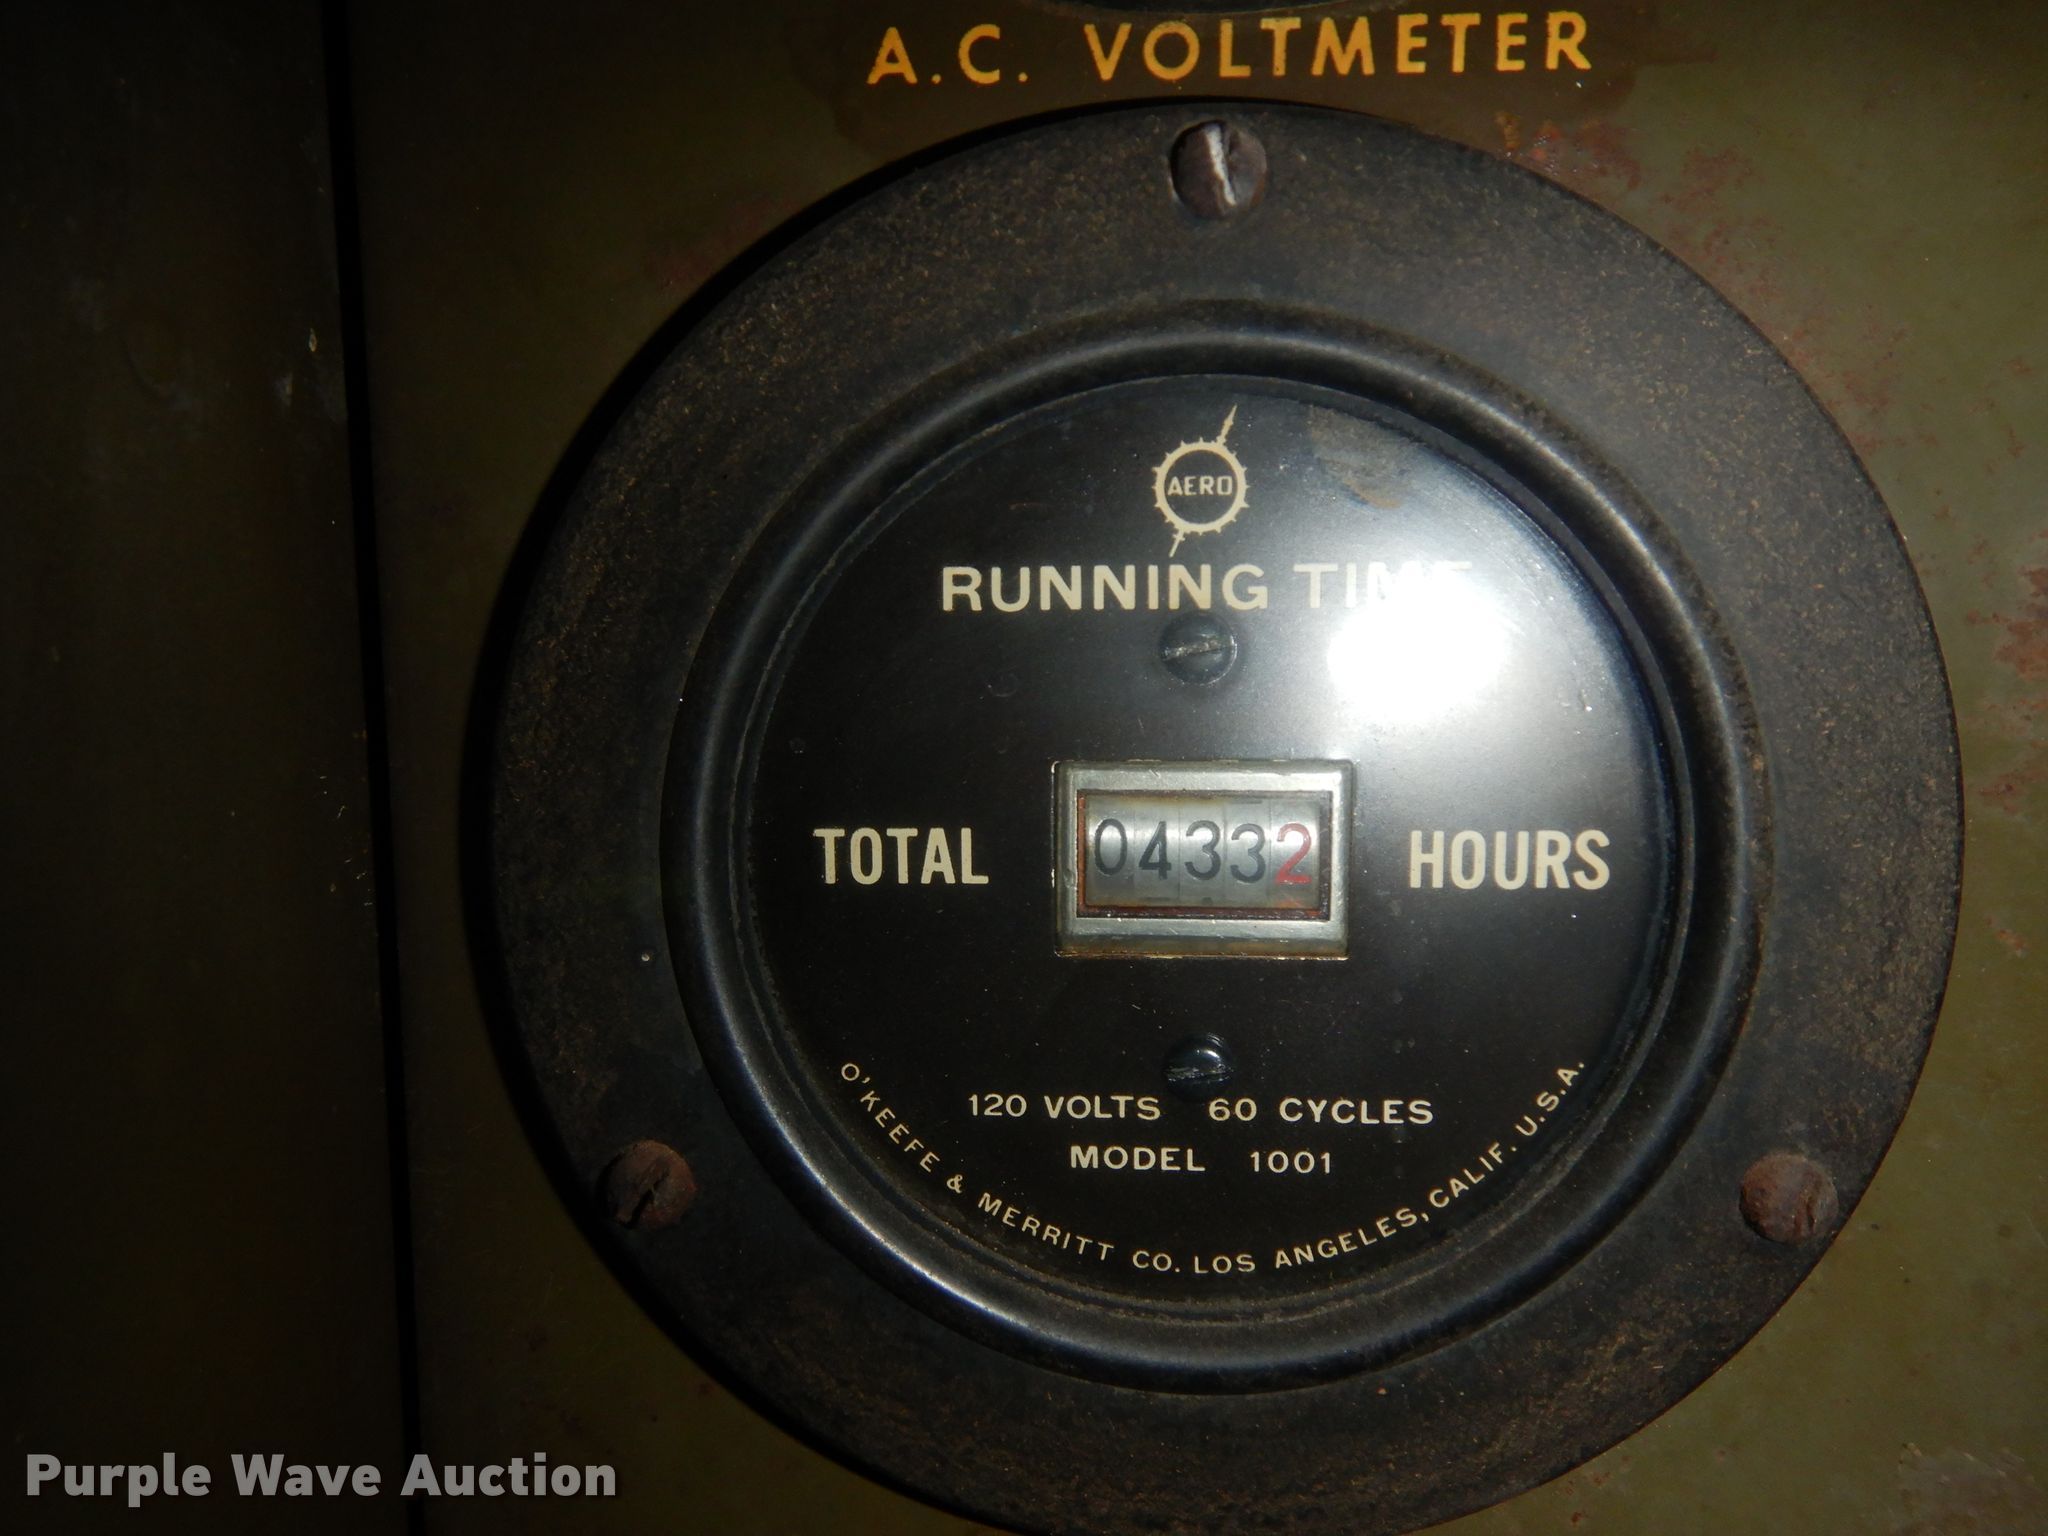 A.C. VOLTMETER
AERO
RUNNING TIME
TOTAL 04332 HOURS
120 VOLTS 60 CYCLES
MODEL 1001
O'KEEFE & MERRITT CO. LOS ANGELES, CALIF. U.S.A.
Purple Wave Auction